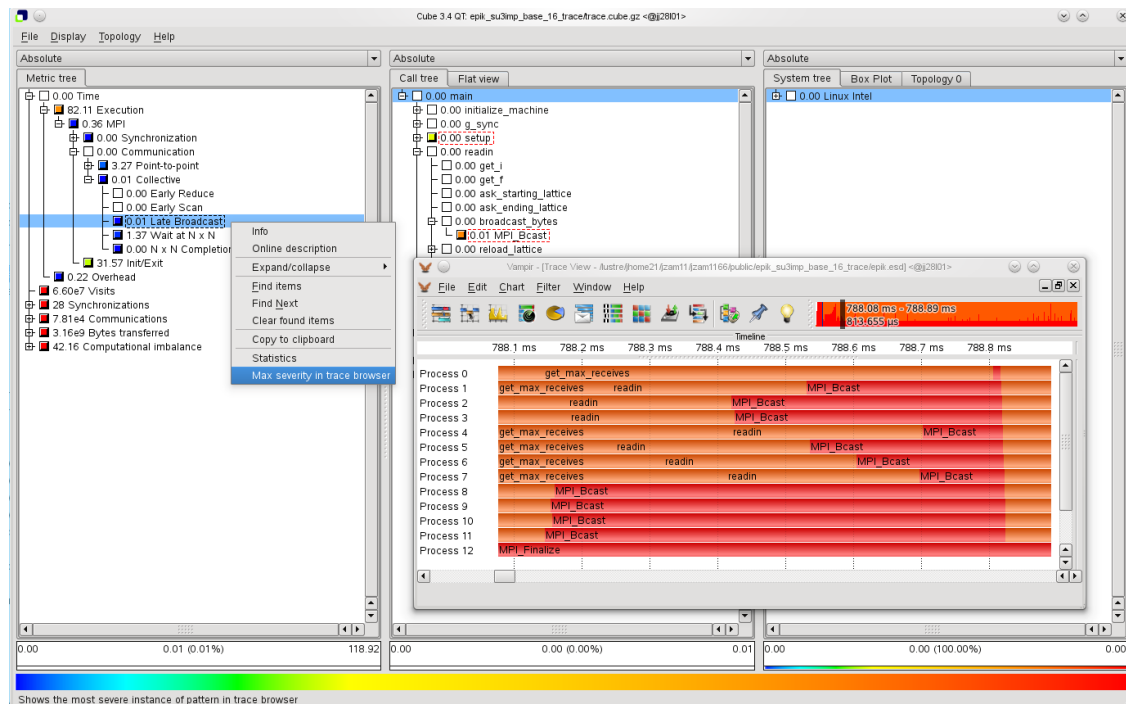 Cube 3.4 QT: epik_su3imp_base_16_trace/trace.cube.gz <@jj28l01>
File Display Topology Help
Absolute
Metric tree
0.00 Time
82.11 Execution
0.36 MPI
0.00 Synchronization
0.00 Communication
3.27 Point-to-point
0.01 Collective
0.00 Early Reduce
0.00 Early Scan
0.01 Late Broadcast
1.37 Wait at N x N
0.00 N x N Completion
31.57 Init/Exit
0.22 Overhead
6.60e7 Visits
28 Synchronizations
7.81e4 Communications
3.16e9 Bytes transferred
42.16 Computational imbalance
Info
Online description
Expand/collapse
Find items
Find Next
Clear found items
Copy to clipboard
Statistics
Max severity in trace browser
Absolute
Call tree Flat view
0.00 main
0.00 initialize_machine
0.00 g_sync
0.00 setup
0.00 readin
0.00 get_i
0.00 get_f
0.00 ask_starting_lattice
0.00 ask_ending_lattice
0.00 broadcast_bytes
0.01 MPI_Bcast
0.00 reload_lattice
Absolute
System tree Box Plot Topology 0
0.00 Linux Intel
Vampir - [Trace View - /lustre/jhome21/jzam11/jzam1166/public/epik_su3imp_base_16_trace/epik.esd] <@jj28l01>
File Edit Chart Filter Window Help
788.08 ms - 788.89 ms
813.655 µs
Timeline
788.1 ms 788.2 ms 788.3 ms 788.4 ms 788.5 ms 788.6 ms 788.7 ms 788.8 ms
Process 0 get_max_receives
Process 1 get_max_receives readin MPI_Bcast
Process 2 readin MPI_Bcast
Process 3 readin MPI_Bcast
Process 4 get_max_receives readin MPI_Bcast
Process 5 get_max_receives readin MPI_Bcast
Process 6 get_max_receives readin MPI_Bcast
Process 7 get_max_receives readin MPI_Bcast
Process 8 MPI_Bcast
Process 9 MPI_Bcast
Process 10 MPI_Bcast
Process 11 MPI_Bcast
Process 12 MPI_Finalize
0.00 0.01 (0.01%) 118.92
0.00 0.00 (0.00%) 0.01
0.00 0.00 (100.00%) 0.00
Shows the most severe instance of pattern in trace browser